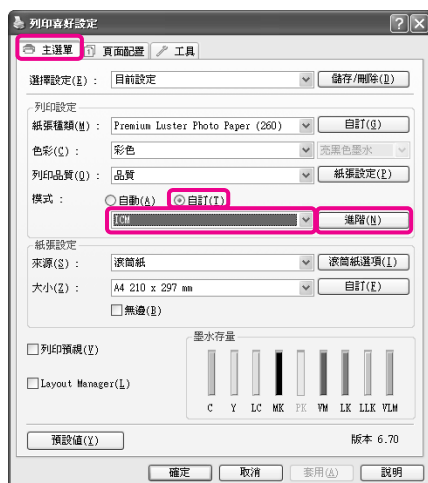 列印喜好設定
主選單 頁面配置 工具
選擇設定(E)： 目前設定 儲存/刪除(D)
列印設定
紙張種類(M)： Premium Luster Photo Paper (260) 自訂(G)
色彩(C)： 彩色 亮黑色墨水
列印品質(Q)： 品質 紙張設定(P)
模式： 自動(A) 自訂(T)
ICM 進階(N)
紙張設定
來源(S)： 滾筒紙 滾筒紙選項(I)
大小(Z)： A4 210 x 297 mm 自訂(F)
無邊(B)
列印預視(V)
Layout Manager(L)
墨水存量
C Y LC MK PK VM LK LLK VLM
預設值(Y) 版本 6.70
確定 取消 套用(A) 說明